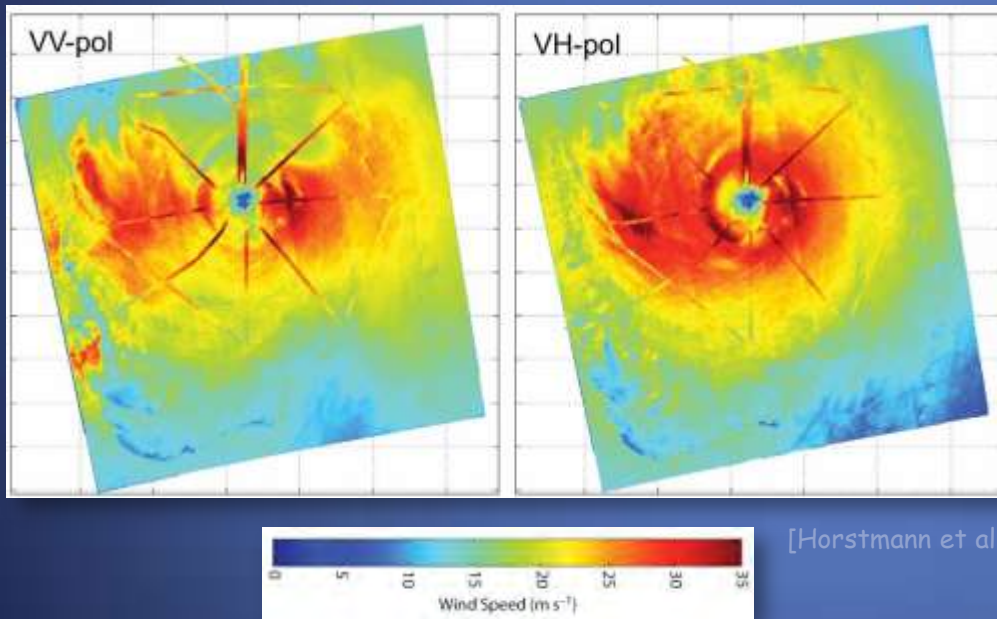 VV-pol
VH-pol
[Horstmann et al
0 5 10 15 20 25 30 35
Wind Speed (m s⁻¹)